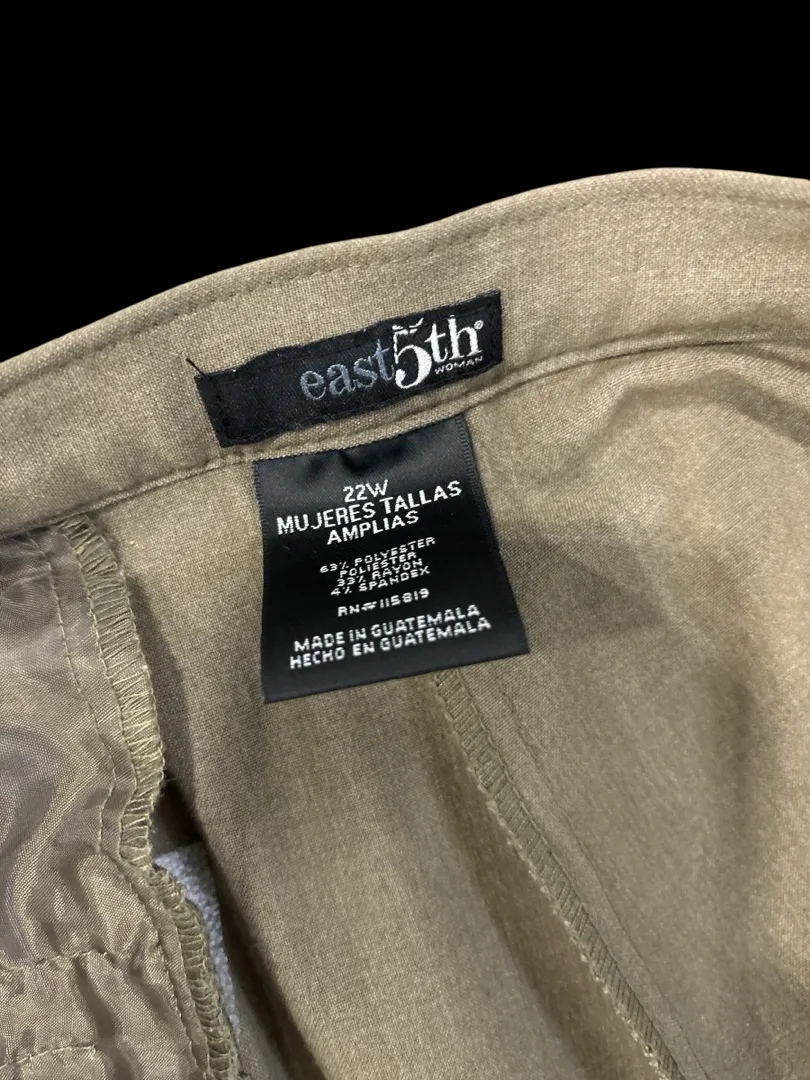 east5th®
WOMAN
22W
MUJERES TALLAS
AMPLIAS
63% POLYESTER
POLIESTER
33% RAYON
4% SPANDEX
RN# 115819
MADE IN GUATEMALA
HECHO EN GUATEMALA